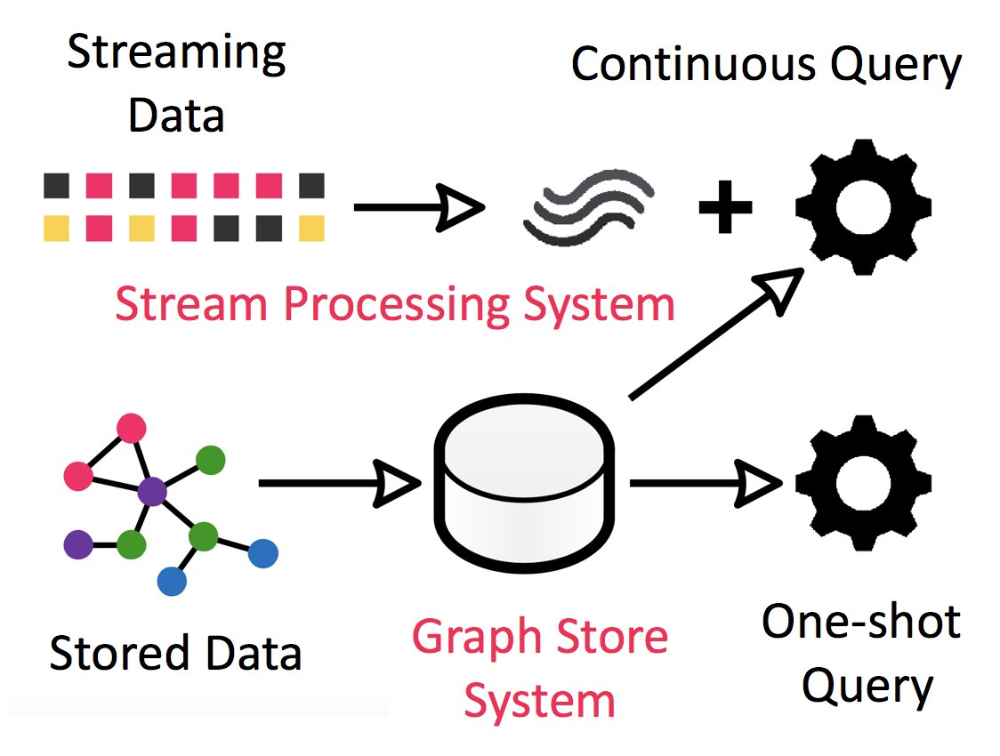 Streaming
Data
Continuous Query
Stream Processing System
Stored Data
Graph Store
System
One-shot
Query